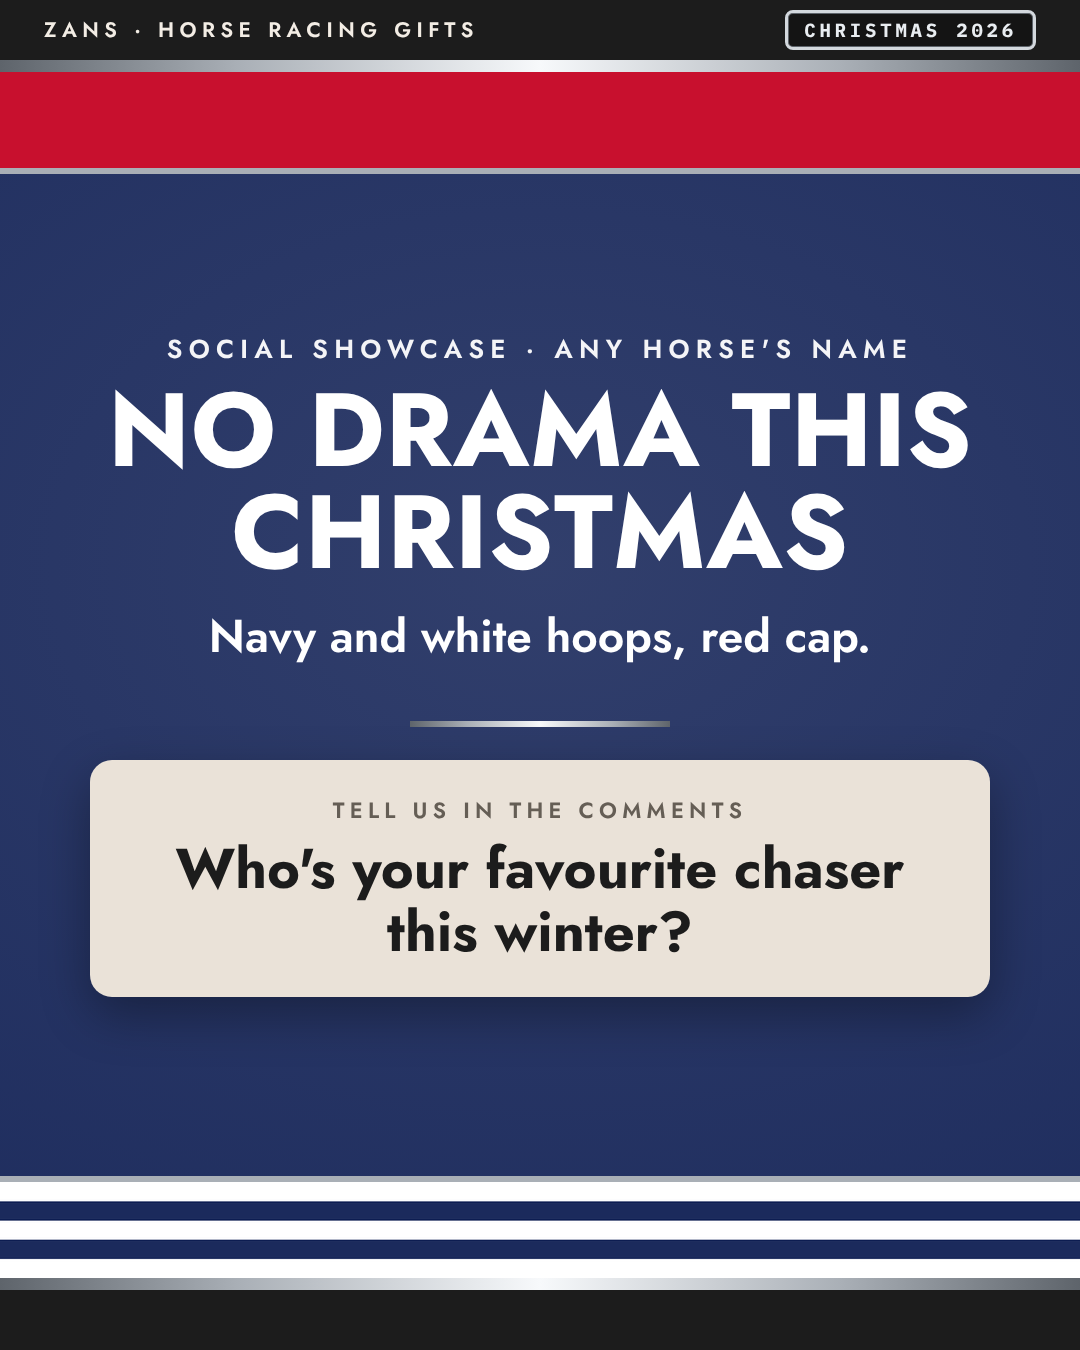 ZANS · HORSE RACING GIFTS
CHRISTMAS 2026
SOCIAL SHOWCASE · ANY HORSE'S NAME
NO DRAMA THIS
CHRISTMAS
Navy and white hoops, red cap.
TELL US IN THE COMMENTS
Who's your favourite chaser
this winter?